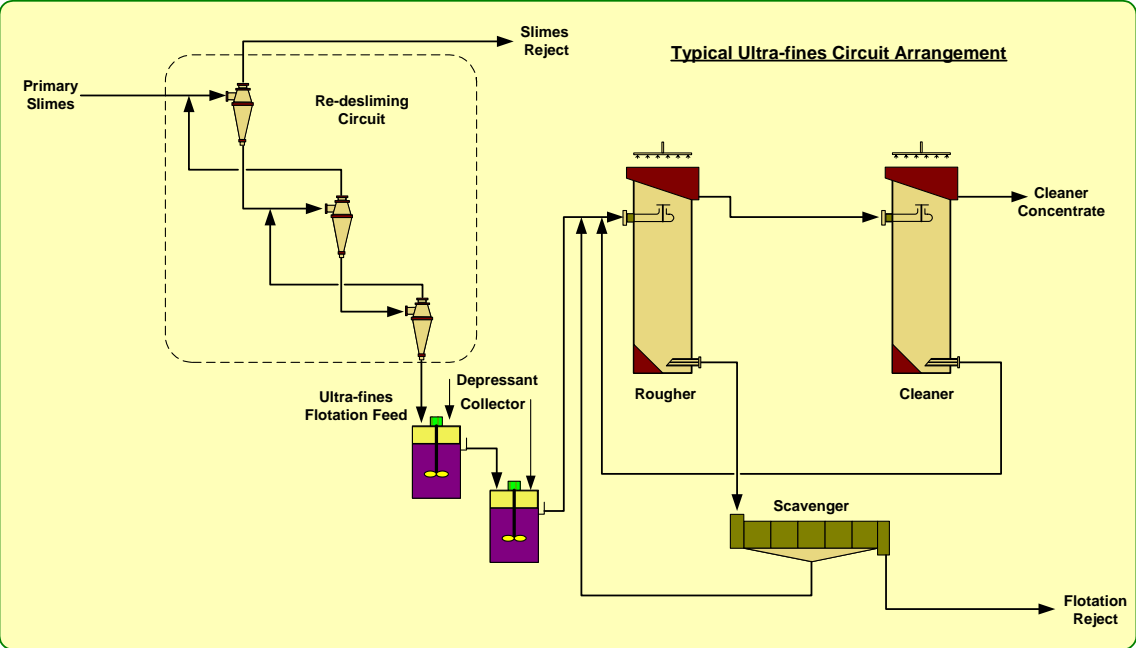 Slimes
Reject
Typical Ultra-fines Circuit Arrangement
Primary
Slimes
Re-desliming
Circuit
Cleaner
Concentrate
Rougher
Cleaner
Depressant
Collector
Ultra-fines
Flotation Feed
Scavenger
Flotation
Reject